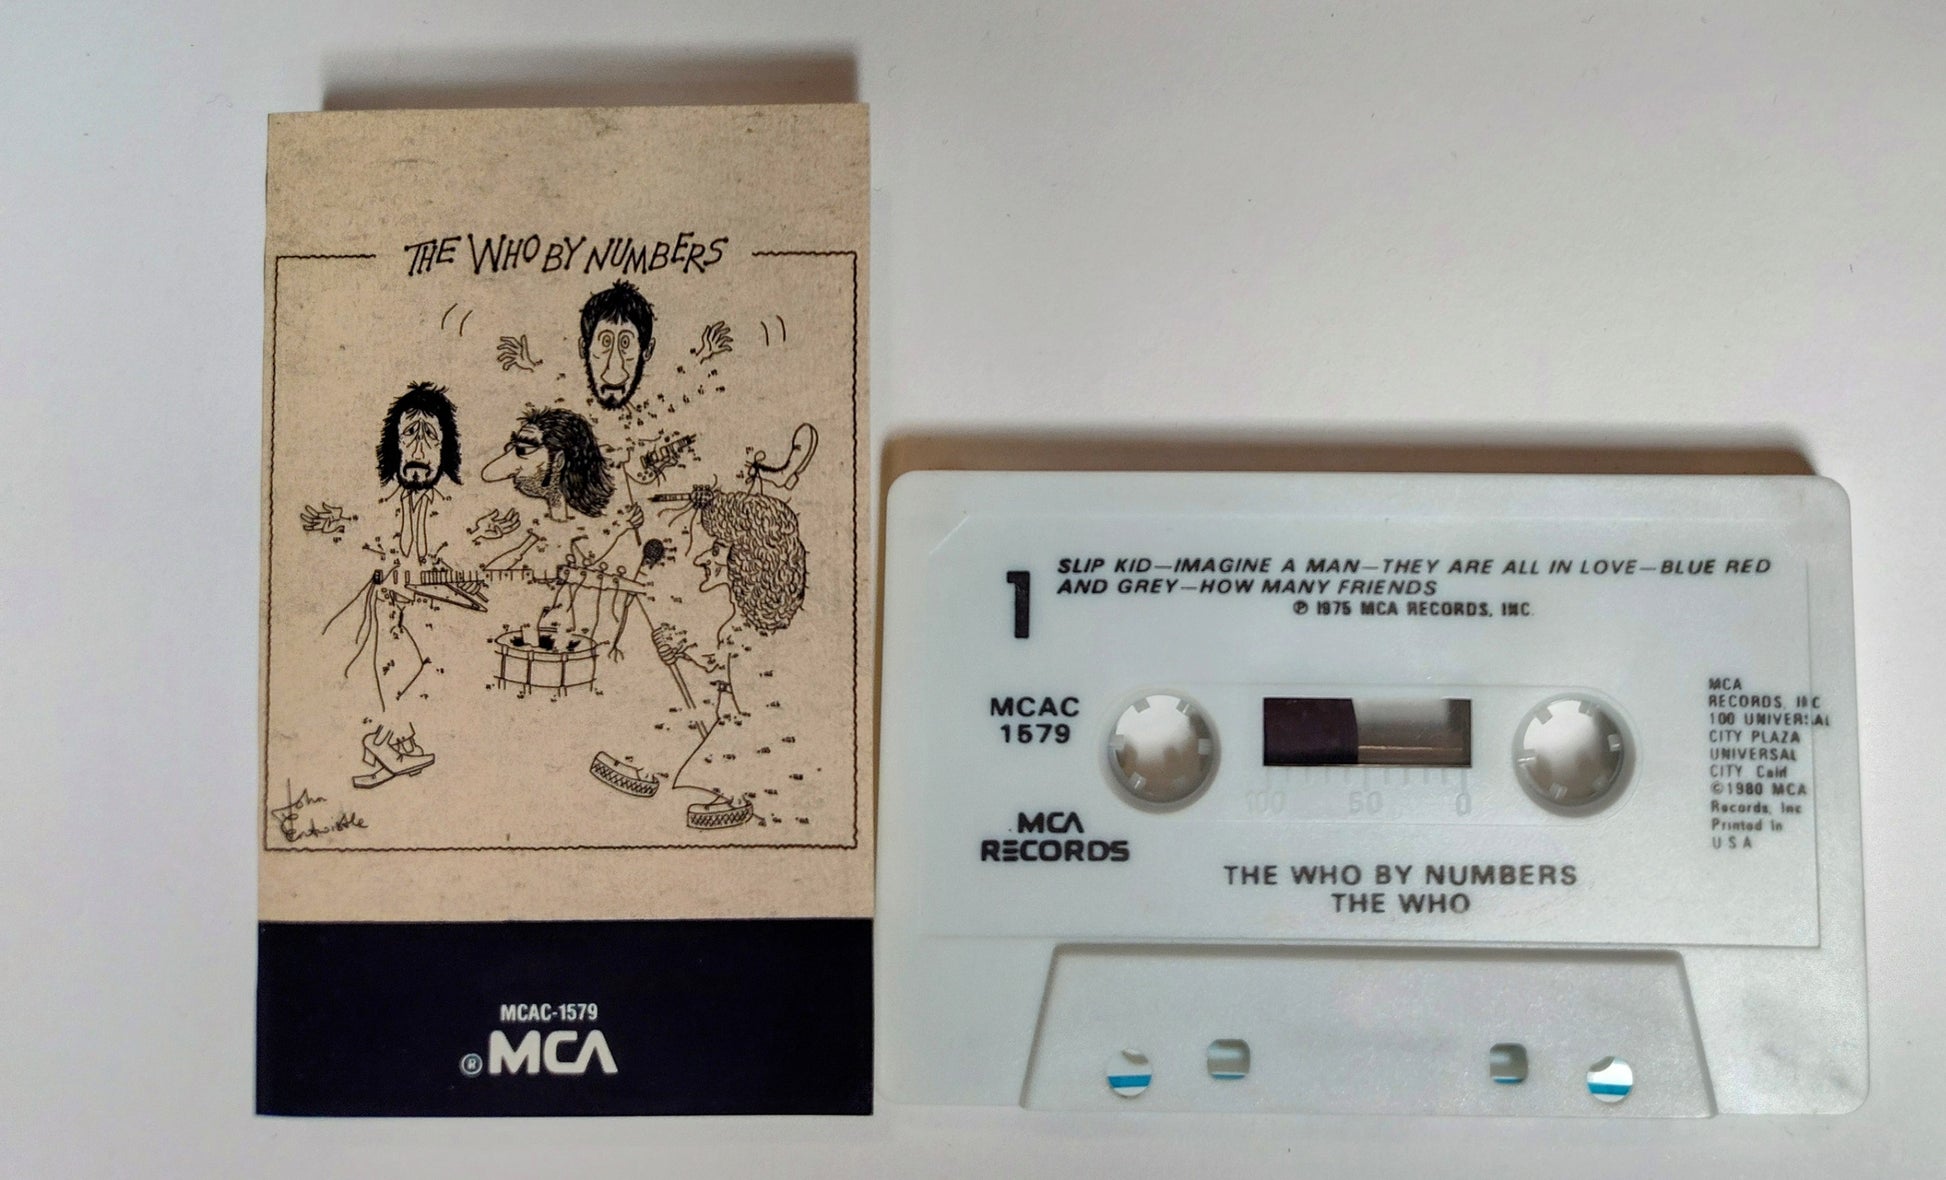 THE WHO BY NUMBERS
John
Entwistle
MCAC-1579
® MCA
1
SLIP KID—IMAGINE A MAN—THEY ARE ALL IN LOVE—BLUE RED
AND GREY—HOW MANY FRIENDS
℗ 1975 MCA RECORDS, INC.
MCAC
1579
MCA
RECORDS
100 50 0
MCA
RECORDS, INC
100 UNIVERSAL
CITY PLAZA
UNIVERSAL
CITY Calif
©1980 MCA
Records, Inc
Printed In
U S A
THE WHO BY NUMBERS
THE WHO